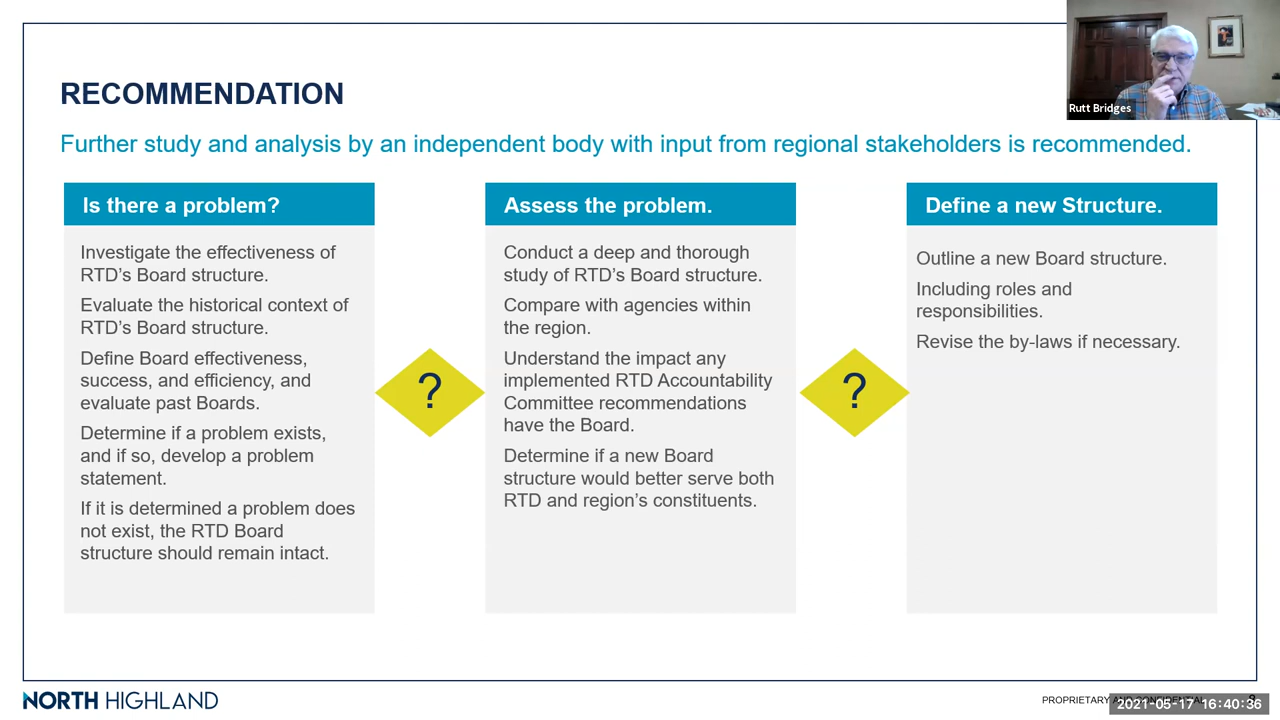 Rutt Bridges
RECOMMENDATION
Further study and analysis by an independent body with input from regional stakeholders is recommended.
Is there a problem?
Investigate the effectiveness of
RTD's Board structure.
Evaluate the historical context of
RTD's Board structure.
Define Board effectiveness,
success, and efficiency, and
evaluate past Boards.
Determine if a problem exists,
and if so, develop a problem
statement.
If it is determined a problem does
not exist, the RTD Board
structure should remain intact.
?
Assess the problem.
Conduct a deep and thorough
study of RTD's Board structure.
Compare with agencies within
the region.
Understand the impact any
implemented RTD Accountability
Committee recommendations
have the Board.
Determine if a new Board
structure would better serve both
RTD and region's constituents.
?
Define a new Structure.
Outline a new Board structure.
Including roles and
responsibilities.
Revise the by-laws if necessary.
NORTH HIGHLAND
PROPRIETARY AND CONFIDENTIAL
2021-05-17 16:40:36